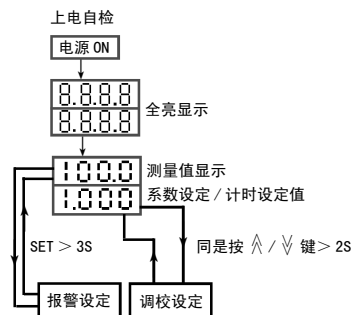 上电自检
电源 ON
8.8.8.8
8.8.8.8
全亮显示
100.0
测量值显示
1.000
系数设定 / 计时设定值
SET > 3S
同是按 ︽ / ︾ 键 > 2S
报警设定
调校设定